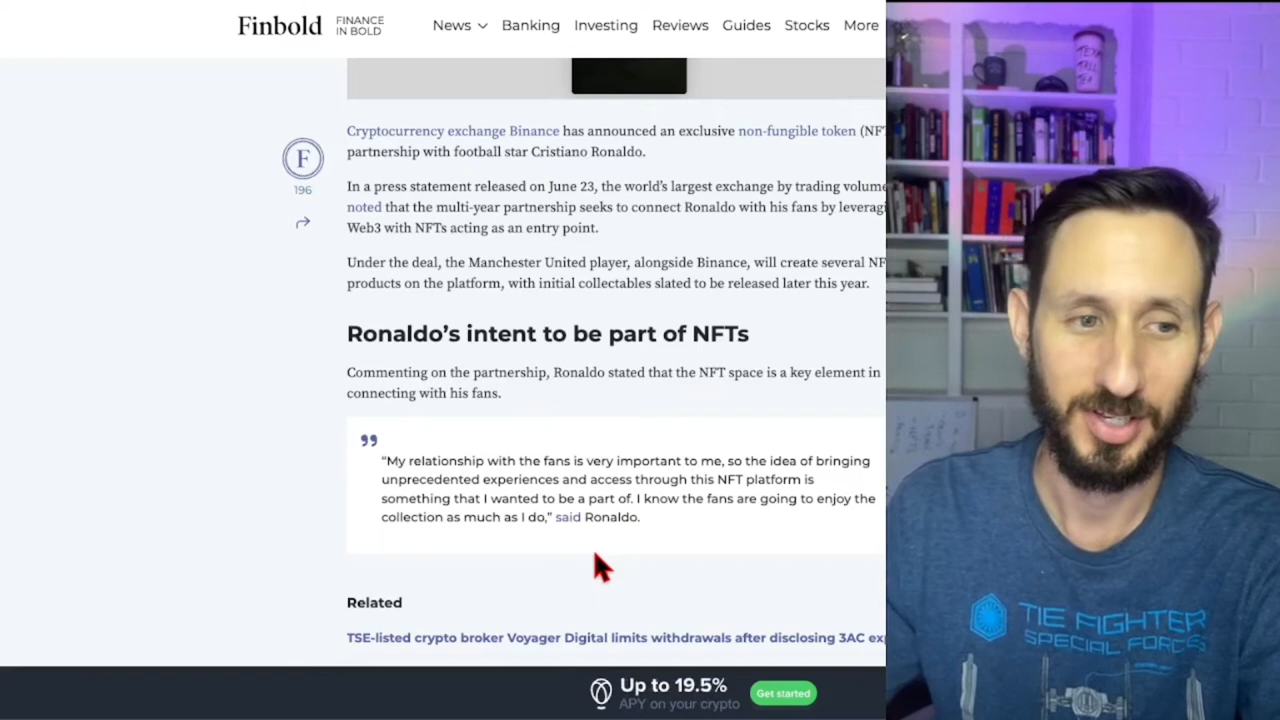 Finbold
FINANCE
IN BOLD
News
Banking
Investing
Reviews
Guides
Stocks
More
Cryptocurrency exchange Binance has announced an exclusive non-fungible token (NFT
partnership with football star Cristiano Ronaldo.
F
196
In a press statement released on June 23, the world's largest exchange by trading volume
noted that the multi-year partnership seeks to connect Ronaldo with his fans by leveragi
Web3 with NFTs acting as an entry point.
Under the deal, the Manchester United player, alongside Binance, will create several NF
products on the platform, with initial collectables slated to be released later this year.
Ronaldo's intent to be part of NFTs
Commenting on the partnership, Ronaldo stated that the NFT space is a key element in
connecting with his fans.
“My relationship with the fans is very important to me, so the idea of bringing
unprecedented experiences and access through this NFT platform is
something that I wanted to be a part of. I know the fans are going to enjoy the
collection as much as I do,” said Ronaldo.
Related
TSE-listed crypto broker Voyager Digital limits withdrawals after disclosing 3AC ex
Up to 19.5%
APY on your crypto
Get started
TIE FIGHTER
SPECIAL FORCES